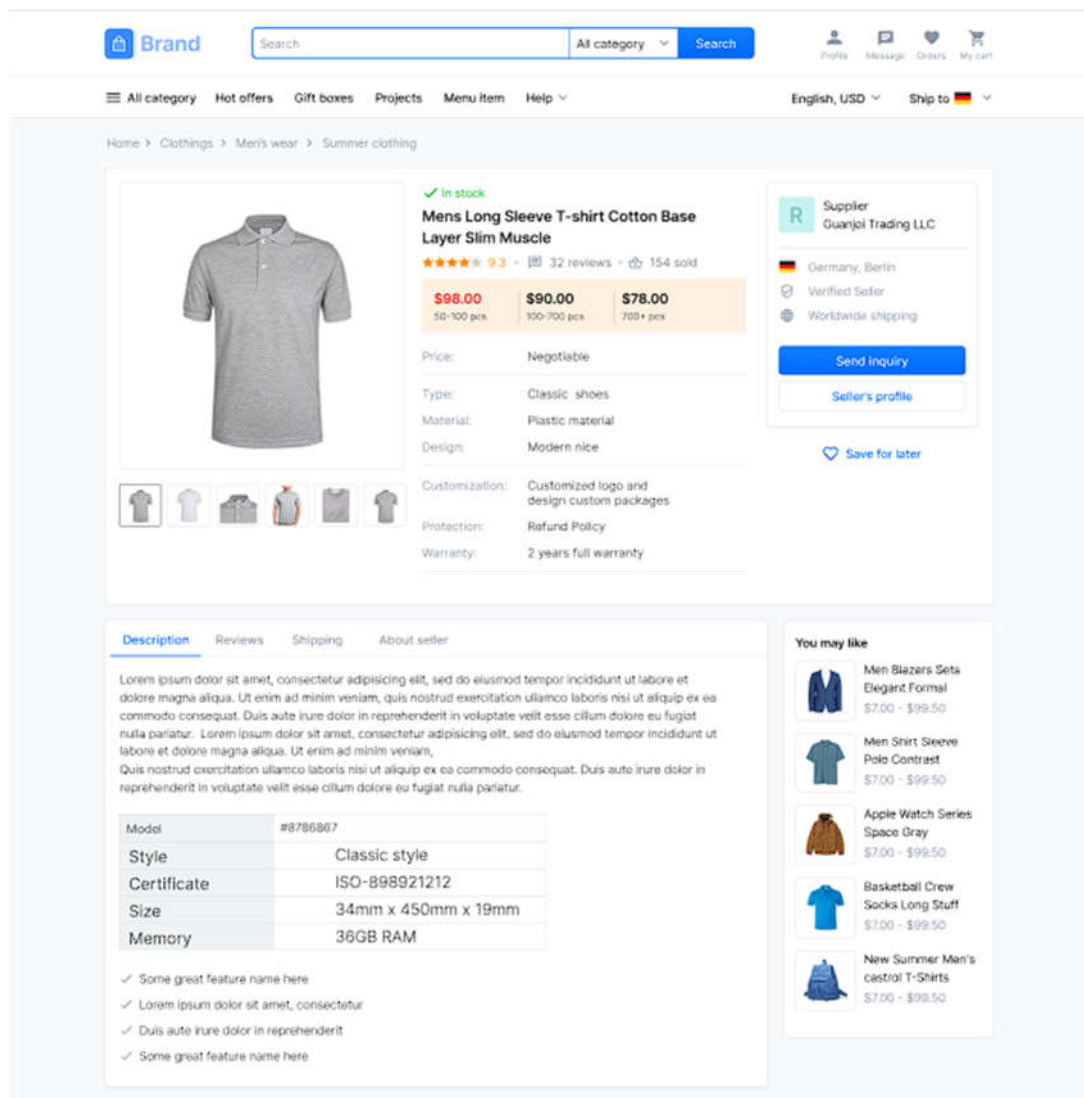 Brand
Search
All category
Search
Profile
Message
Orders
My cart
All category
Hot offers
Gift boxes
Projects
Menu item
Help
English, USD
Ship to
Home > Clothings > Men's wear > Summer clothing
In stock
Mens Long Sleeve T-shirt Cotton Base
Layer Slim Muscle
9.3
32 reviews
154 sold
$98.00
50-100 pcs
$90.00
100-700 pcs
$78.00
700+ pcs
Price: Negotiable
Type: Classic shoes
Material: Plastic material
Design: Modern nice
Customization: Customized logo and
design custom packages
Protection: Refund Policy
Warranty: 2 years full warranty
R
Supplier
Guanjoi Trading LLC
Germany, Berlin
Verified Seller
Worldwide shipping
Send inquiry
Seller's profile
Save for later
Description
Reviews
Shipping
About seller
Lorem ipsum dolor sit amet, consectetur adipisicing elit, sed do eiusmod tempor incididunt ut labore et
dolore magna aliqua. Ut enim ad minim veniam, quis nostrud exercitation ullamco laboris nisi ut aliquip ex ea
commodo consequat. Duis aute irure dolor in reprehenderit in voluptate velit esse cillum dolore eu fugiat
nulla pariatur. Lorem ipsum dolor sit amet, consectetur adipisicing elit, sed do eiusmod tempor incididunt ut
labore et dolore magna aliqua. Ut enim ad minim veniam,
Quis nostrud exercitation ullamco laboris nisi ut aliquip ex ea commodo consequat. Duis aute irure dolor in
reprehenderit in voluptate velit esse cillum dolore eu fugiat nulla pariatur.
Model #8786867
Style Classic style
Certificate ISO-898921212
Size 34mm x 450mm x 19mm
Memory 36GB RAM
Some great feature name here
Lorem ipsum dolor sit amet, consectetur
Duis aute irure dolor in reprehenderit
Some great feature name here
You may like
Men Blazers Sets
Elegant Formal
$7.00 - $99.50
Men Shirt Sleeve
Polo Contrast
$7.00 - $99.50
Apple Watch Series
Space Gray
$7.00 - $99.50
Basketball Crew
Socks Long Stuff
$7.00 - $99.50
New Summer Men's
castrol T-Shirts
$7.00 - $99.50